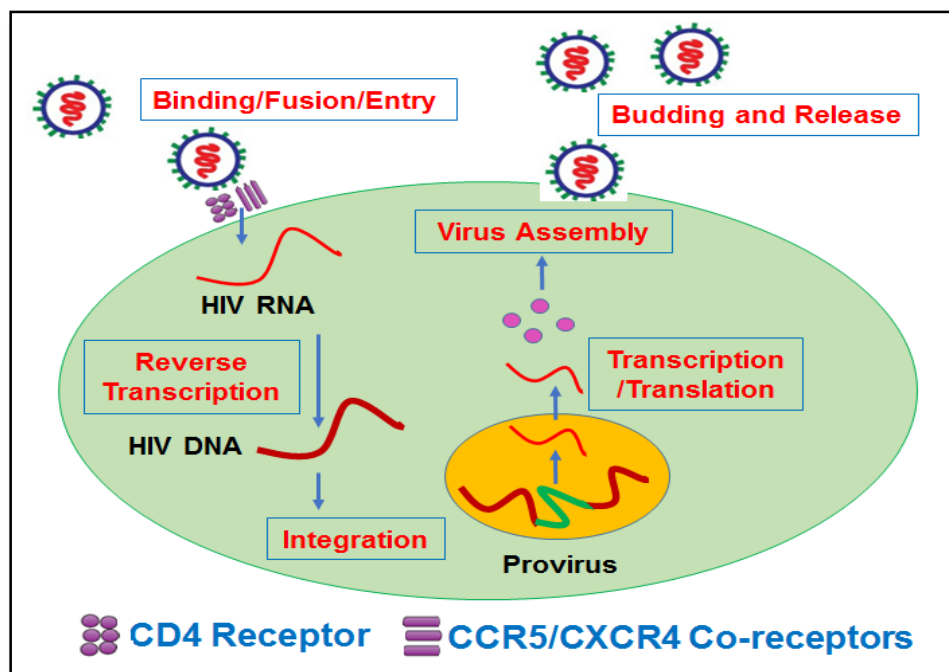 Binding/Fusion/Entry
Budding and Release
Virus Assembly
HIV RNA
Reverse
Transcription
Transcription
/Translation
HIV DNA
Integration
Provirus
CD4 Receptor
CCR5/CXCR4 Co-receptors